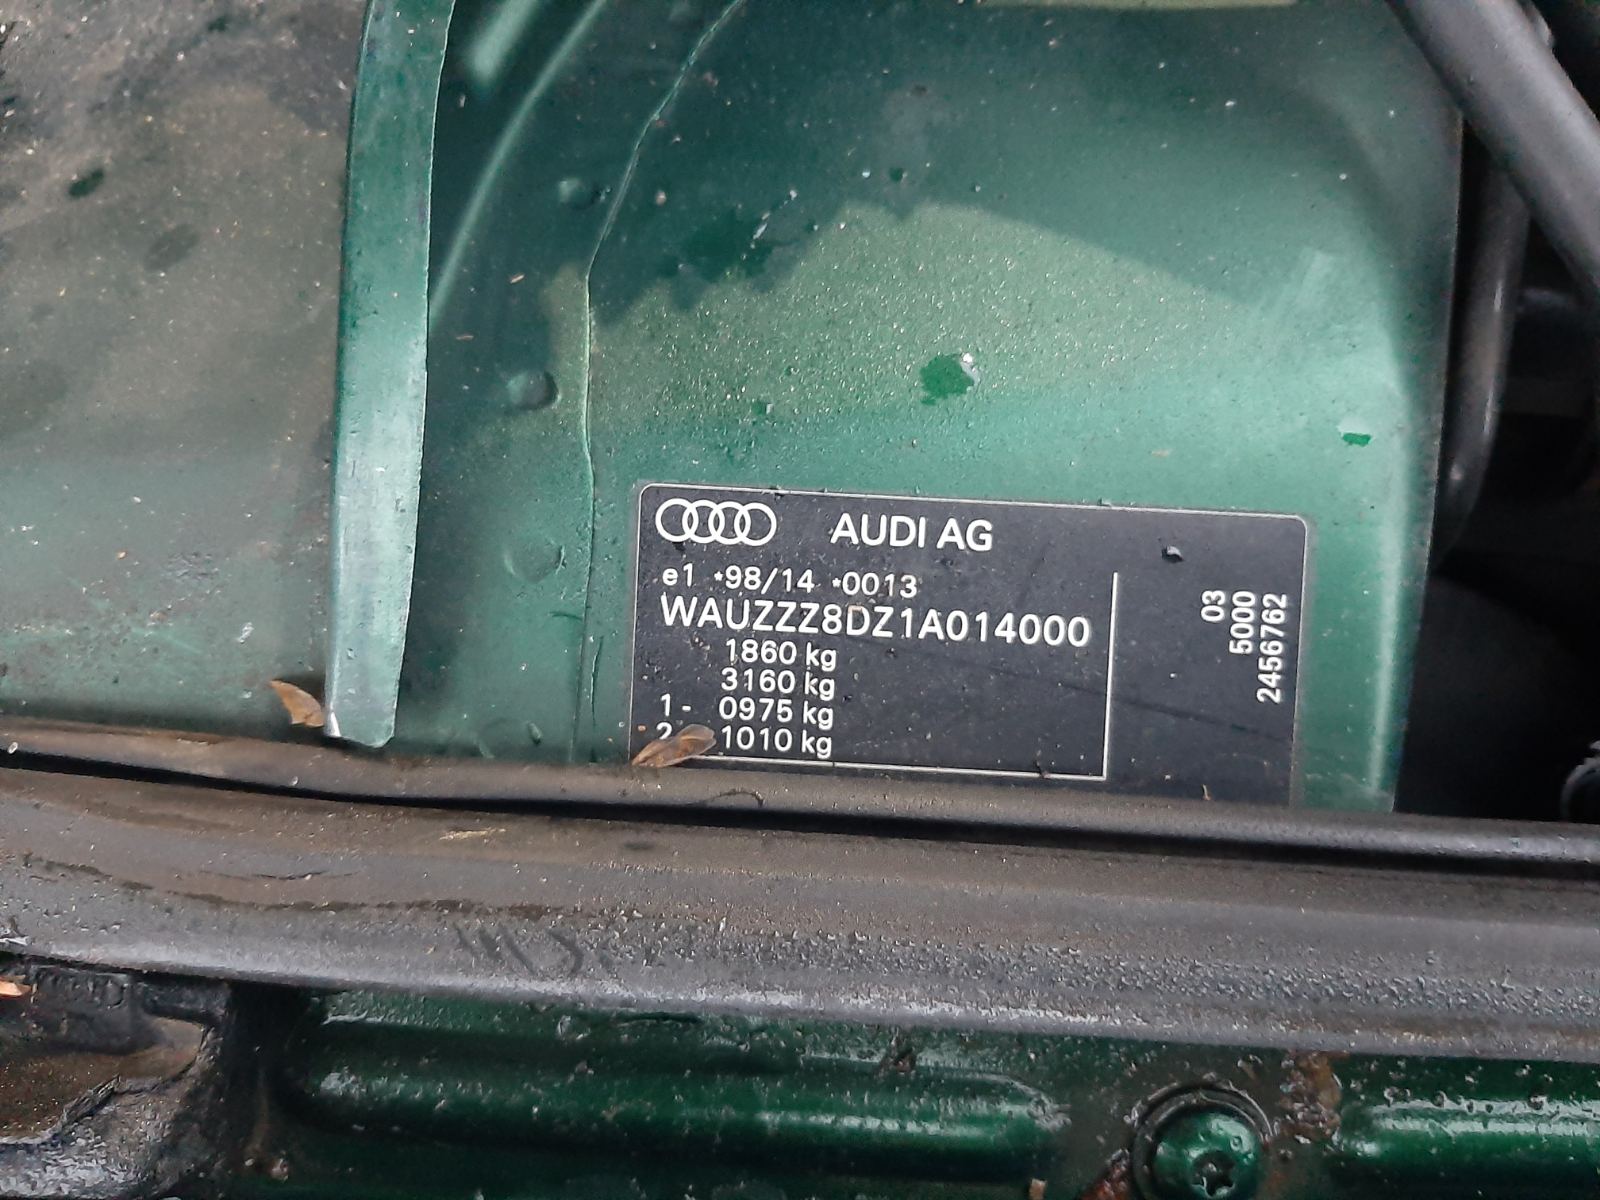 AUDI AG
e1 *98/14 *0013
WAUZZZ8DZ1A014000
1860 kg
3160 kg
1- 0975 kg
2 1010 kg
03
5000
2456762